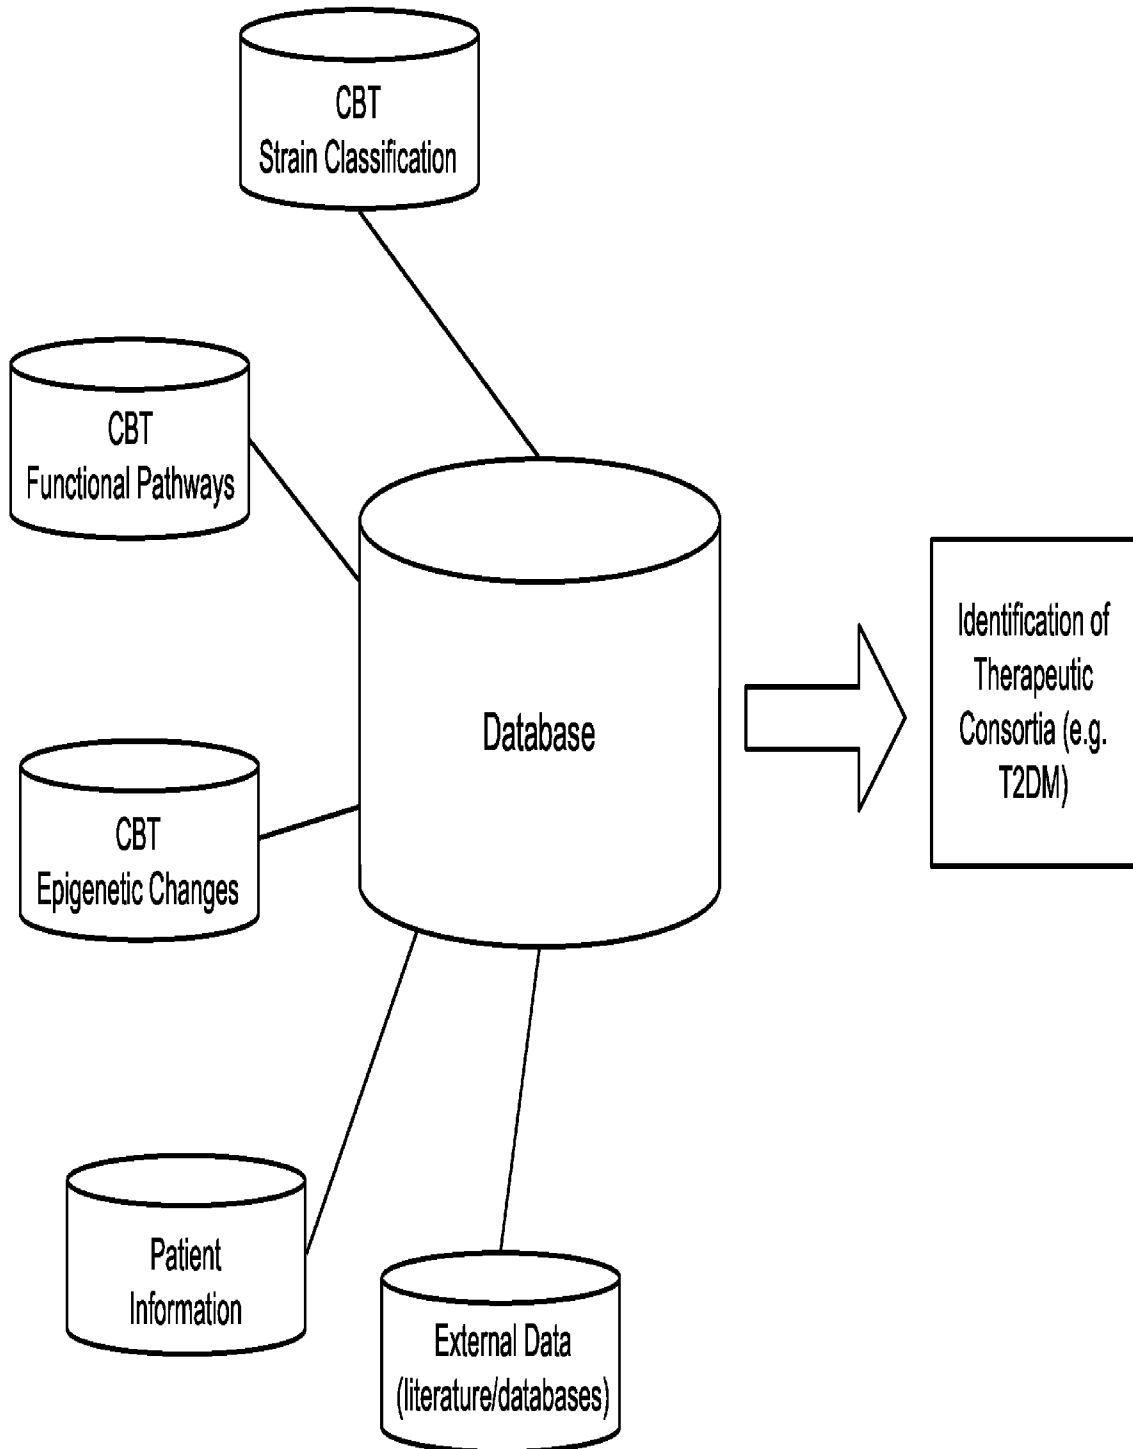 CBT
Strain Classification
CBT
Functional Pathways
Database
Identification of
Therapeutic
Consortia (e.g.
T2DM)
CBT
Epigenetic Changes
Patient
Information
External Data
(literature/databases)